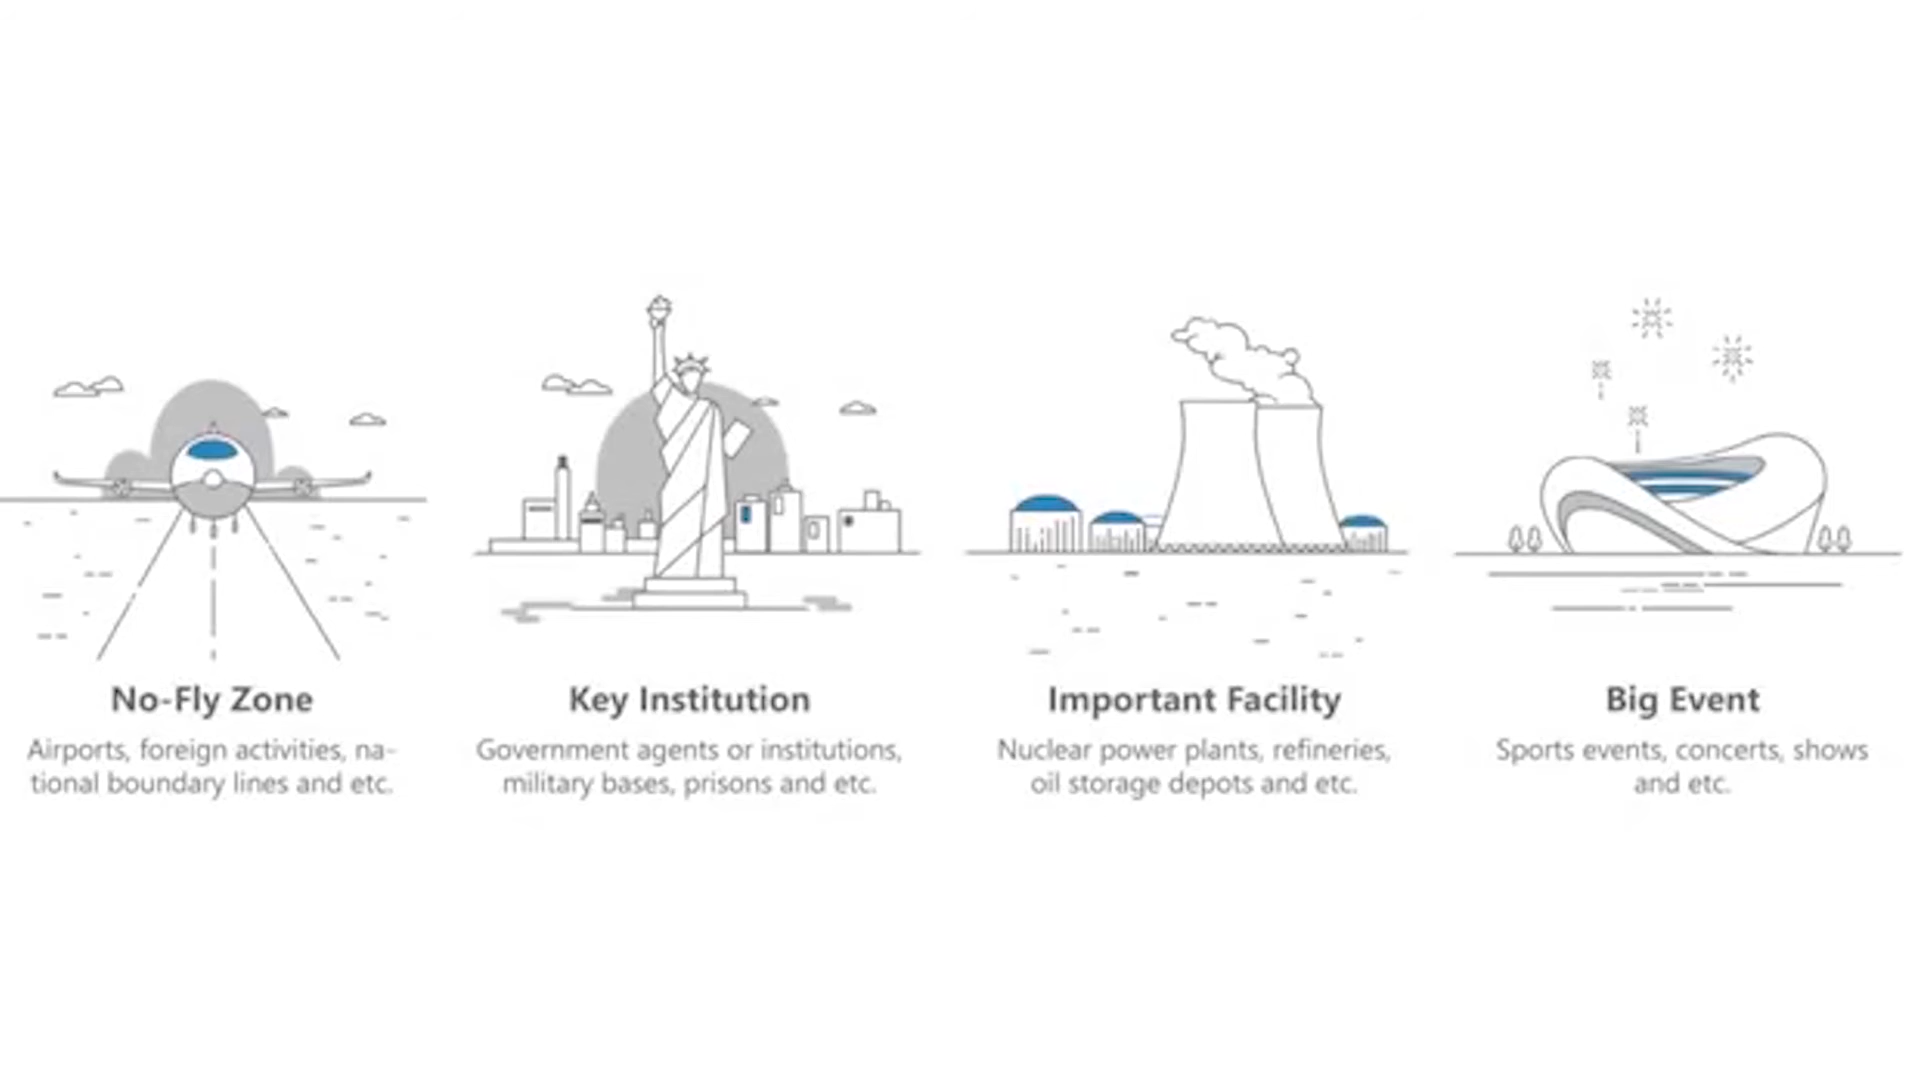 No-Fly Zone
Airports, foreign activities, na-
tional boundary lines and etc.
Key Institution
Government agents or institutions,
military bases, prisons and etc.
Important Facility
Nuclear power plants, refineries,
oil storage depots and etc.
Big Event
Sports events, concerts, shows
and etc.